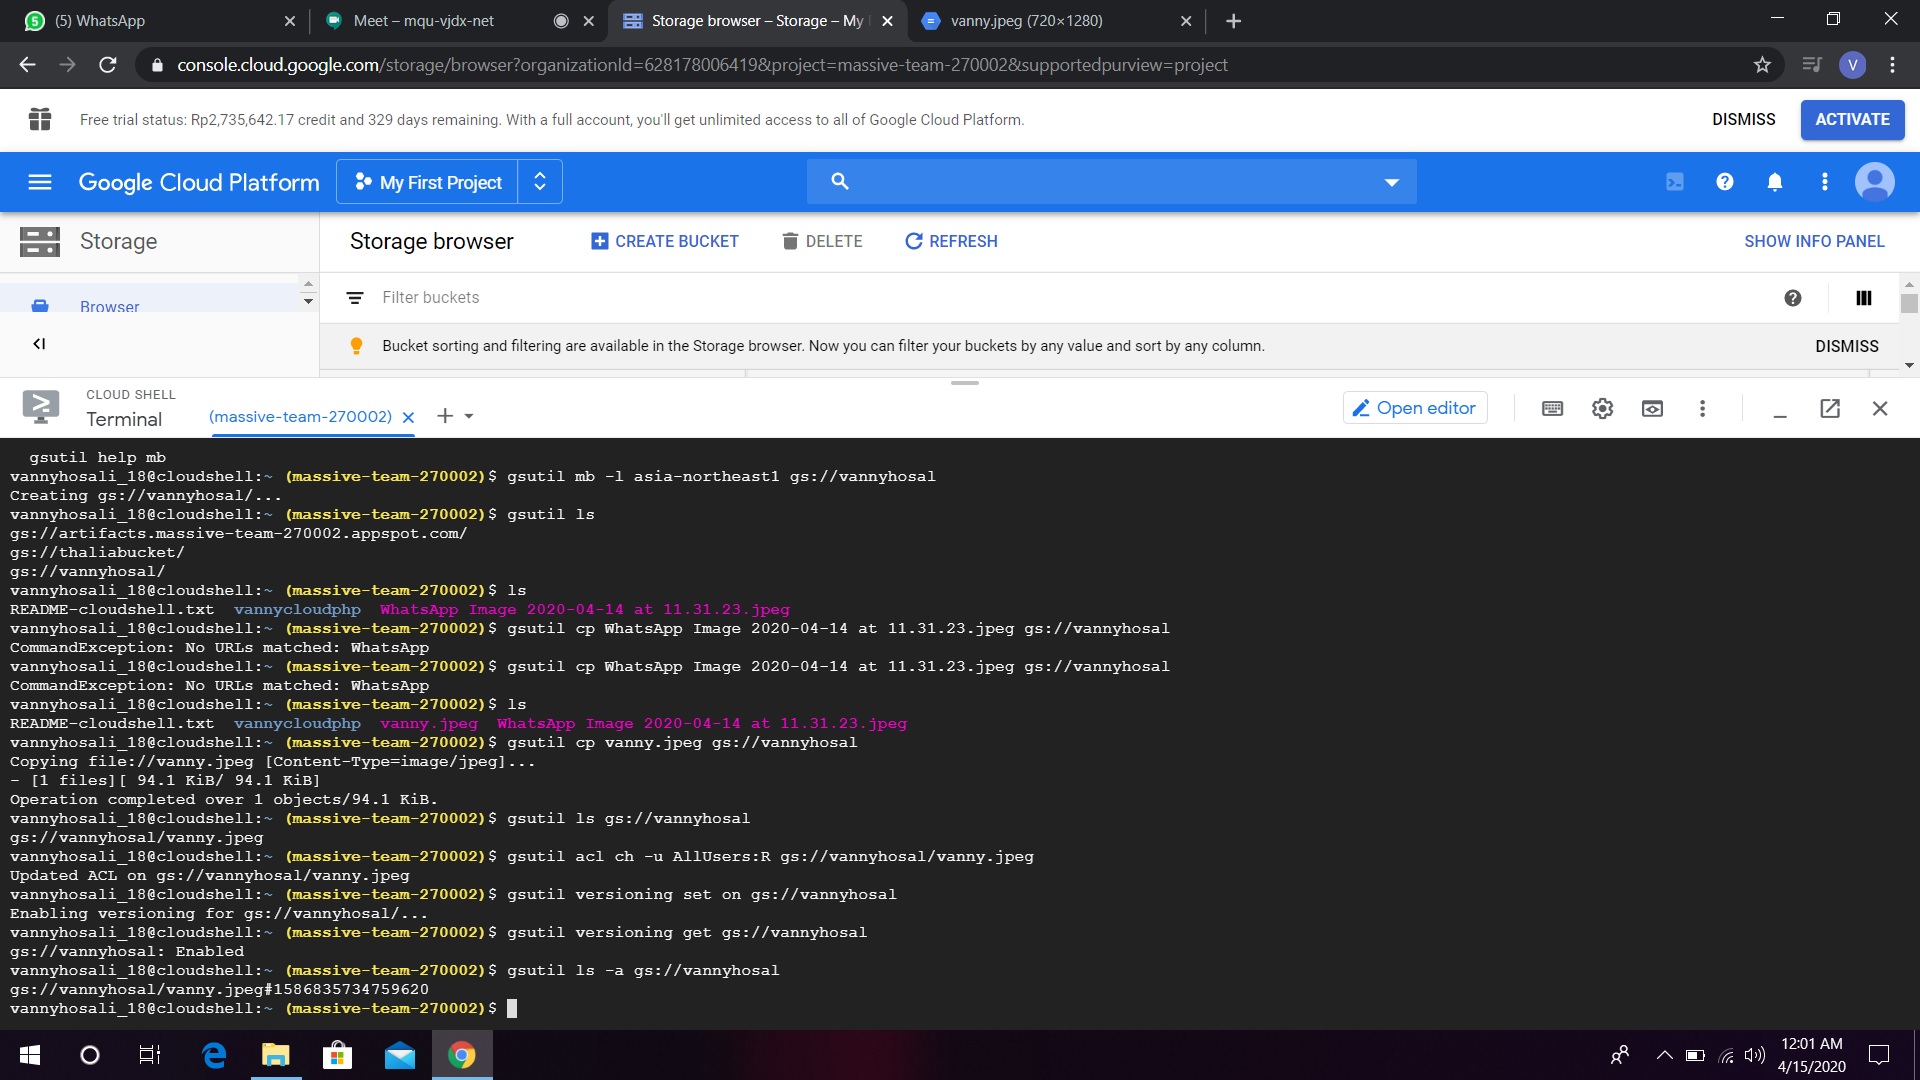 (5) WhatsApp
Meet – mqu-vjdx-net
Storage browser – Storage – My
vanny.jpeg (720×1280)
console.cloud.google.com/storage/browser?organizationId=628178006419&project=massive-team-270002&supportedpurview=project
V
Free trial status: Rp2,735,642.17 credit and 329 days remaining. With a full account, you'll get unlimited access to all of Google Cloud Platform.
DISMISS
ACTIVATE
Google Cloud Platform
My First Project
Storage
Storage browser
CREATE BUCKET
DELETE
REFRESH
SHOW INFO PANEL
Browser
Filter buckets
Bucket sorting and filtering are available in the Storage browser. Now you can filter your buckets by any value and sort by any column.
DISMISS
CLOUD SHELL
Terminal
(massive-team-270002)
Open editor
gsutil help mb
vannyhosali_18@cloudshell:~ (massive-team-270002)$ gsutil mb -l asia-northeast1 gs://vannyhosal
Creating gs://vannyhosal/...
vannyhosali_18@cloudshell:~ (massive-team-270002)$ gsutil ls
gs://artifacts.massive-team-270002.appspot.com/
gs://thaliabucket/
gs://vannyhosal/
vannyhosali_18@cloudshell:~ (massive-team-270002)$ ls
README-cloudshell.txt  vannycloudphp  WhatsApp Image 2020-04-14 at 11.31.23.jpeg
vannyhosali_18@cloudshell:~ (massive-team-270002)$ gsutil cp WhatsApp Image 2020-04-14 at 11.31.23.jpeg gs://vannyhosal
CommandException: No URLs matched: WhatsApp
vannyhosali_18@cloudshell:~ (massive-team-270002)$ gsutil cp WhatsApp Image 2020-04-14 at 11.31.23.jpeg gs://vannyhosal
CommandException: No URLs matched: WhatsApp
vannyhosali_18@cloudshell:~ (massive-team-270002)$ ls
README-cloudshell.txt  vannycloudphp  vanny.jpeg  WhatsApp Image 2020-04-14 at 11.31.23.jpeg
vannyhosali_18@cloudshell:~ (massive-team-270002)$ gsutil cp vanny.jpeg gs://vannyhosal
Copying file://vanny.jpeg [Content-Type=image/jpeg]...
- [1 files][ 94.1 KiB/ 94.1 KiB]
Operation completed over 1 objects/94.1 KiB.
vannyhosali_18@cloudshell:~ (massive-team-270002)$ gsutil ls gs://vannyhosal
gs://vannyhosal/vanny.jpeg
vannyhosali_18@cloudshell:~ (massive-team-270002)$ gsutil acl ch -u AllUsers:R gs://vannyhosal/vanny.jpeg
Updated ACL on gs://vannyhosal/vanny.jpeg
vannyhosali_18@cloudshell:~ (massive-team-270002)$ gsutil versioning set on gs://vannyhosal
Enabling versioning for gs://vannyhosal/...
vannyhosali_18@cloudshell:~ (massive-team-270002)$ gsutil versioning get gs://vannyhosal
gs://vannyhosal: Enabled
vannyhosali_18@cloudshell:~ (massive-team-270002)$ gsutil ls -a gs://vannyhosal
gs://vannyhosal/vanny.jpeg#1586835734759620
vannyhosali_18@cloudshell:~ (massive-team-270002)$
12:01 AM
4/15/2020